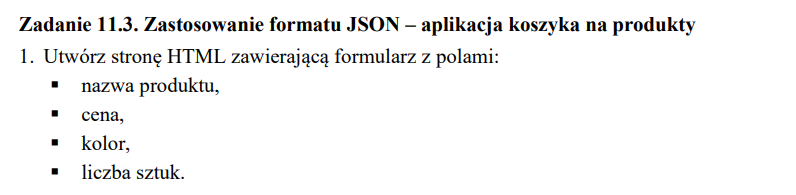 Zadanie 11.3. Zastosowanie formatu JSON – aplikacja koszyka na produkty
1. Utwórz stronę HTML zawierającą formularz z polami:
▪ nazwa produktu,
▪ cena,
▪ kolor,
▪ liczba sztuk.